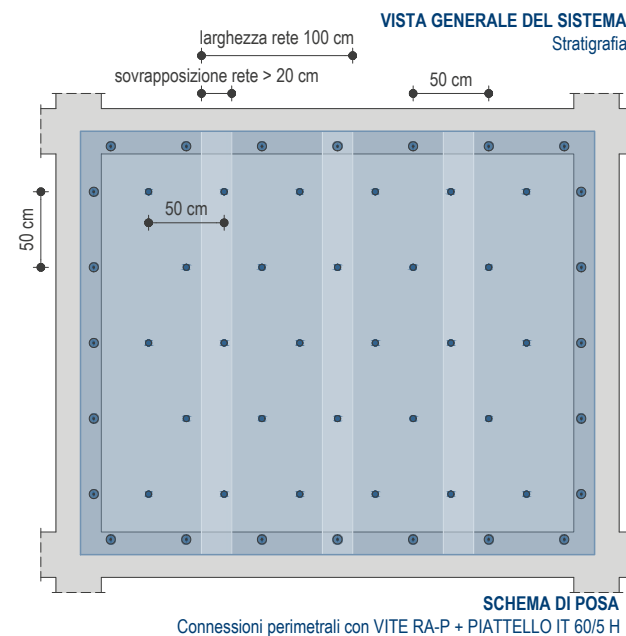 VISTA GENERALE DEL SISTEMA
Stratigrafia
larghezza rete 100 cm
sovrapposizione rete > 20 cm
50 cm
50 cm
50 cm
SCHEMA DI POSA
Connessioni perimetrali con VITE RA-P + PIATTELLO IT 60/5 H